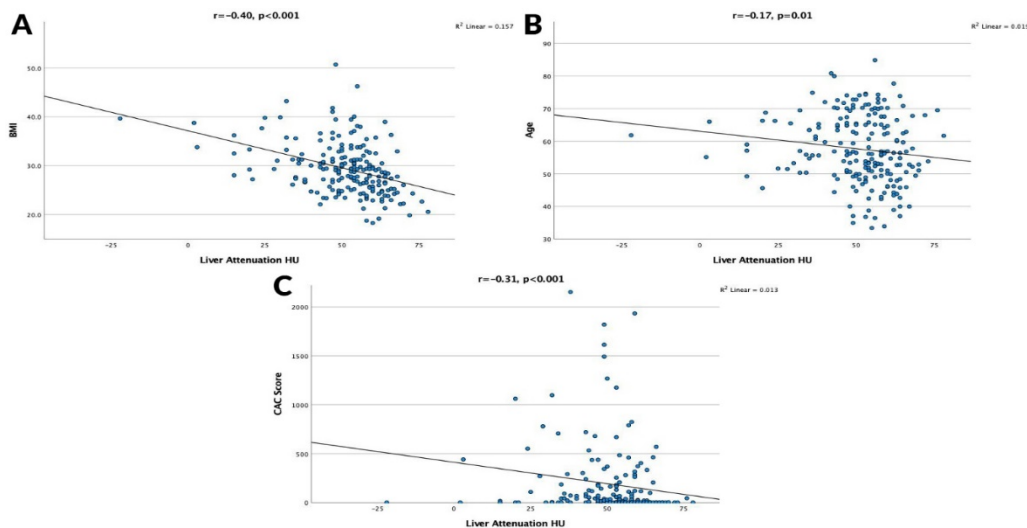 A
r=−0.40, p<0.001
R² Linear = 0.157
BMI
50.0
40.0
30.0
20.0
−25
0
25
50
75
Liver Attenuation HU
B
r=−0.17, p=0.01
Age
90
80
70
60
50
40
30
−25
0
25
50
75
Liver Attenuation HU
C
r=−0.31, p<0.001
R² Linear = 0.013
CAC Score
2000
1500
1000
500
0
−25
0
25
50
75
Liver Attenuation HU